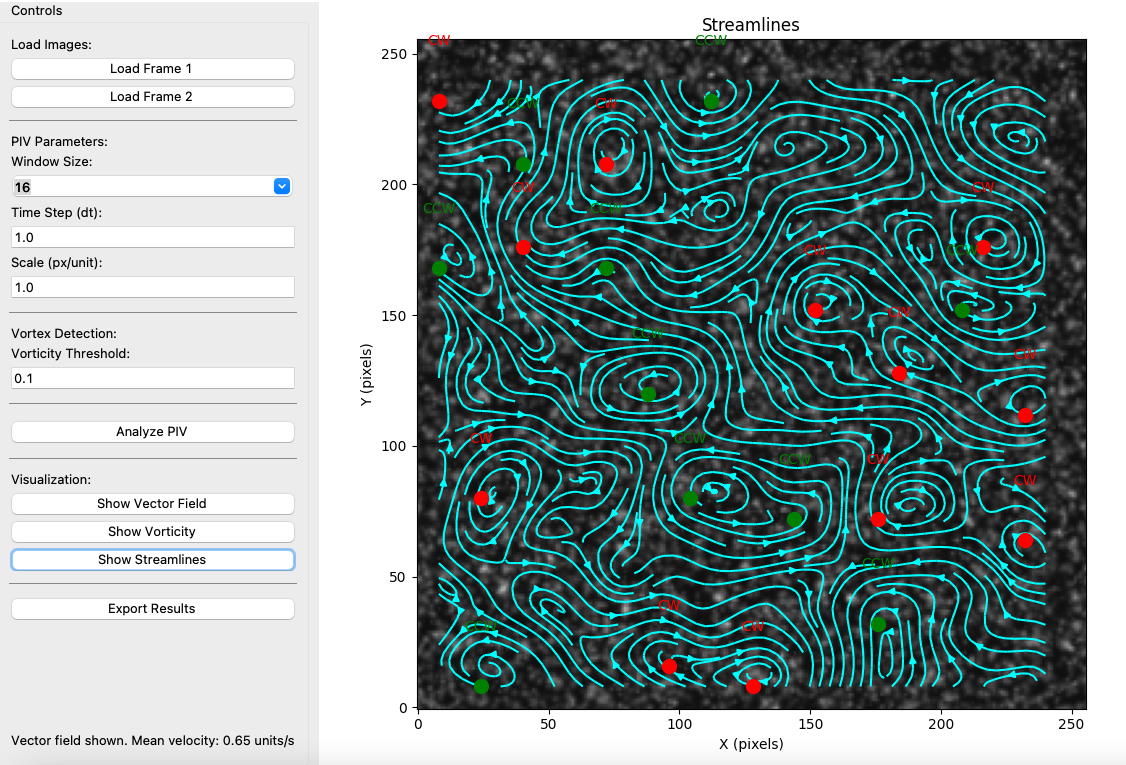 Controls
Load Images:
Load Frame 1
Load Frame 2
PIV Parameters:
Window Size:
16
Time Step (dt):
1.0
Scale (px/unit):
1.0
Vortex Detection:
Vorticity Threshold:
0.1
Analyze PIV
Visualization:
Show Vector Field
Show Vorticity
Show Streamlines
Export Results
Vector field shown. Mean velocity: 0.65 units/s
Streamlines
CW
CCW
CCW
CW
CW
CW
CCW
CCW
CW
CCW
CW
CCW
CW
CW
CCW
CCW
CW
CW
CCW
CW
CW
CCW
250
200
150
100
50
0
Y (pixels)
0
50
100
150
200
250
X (pixels)